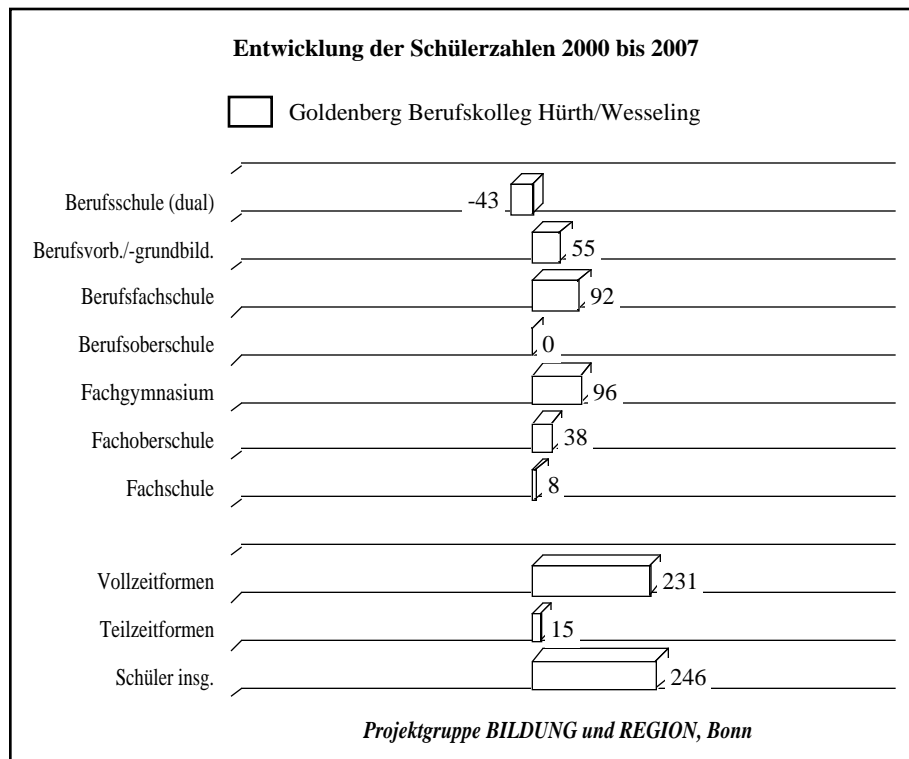 Entwicklung der Schülerzahlen 2000 bis 2007
Goldenberg Berufskolleg Hürth/Wesseling
Berufsschule (dual) -43
Berufsvorb./-grundbild. 55
Berufsfachschule 92
Berufsoberschule 0
Fachgymnasium 96
Fachoberschule 38
Fachschule 8
Vollzeitformen 231
Teilzeitformen 15
Schüler insg. 246
Projektgruppe BILDUNG und REGION, Bonn